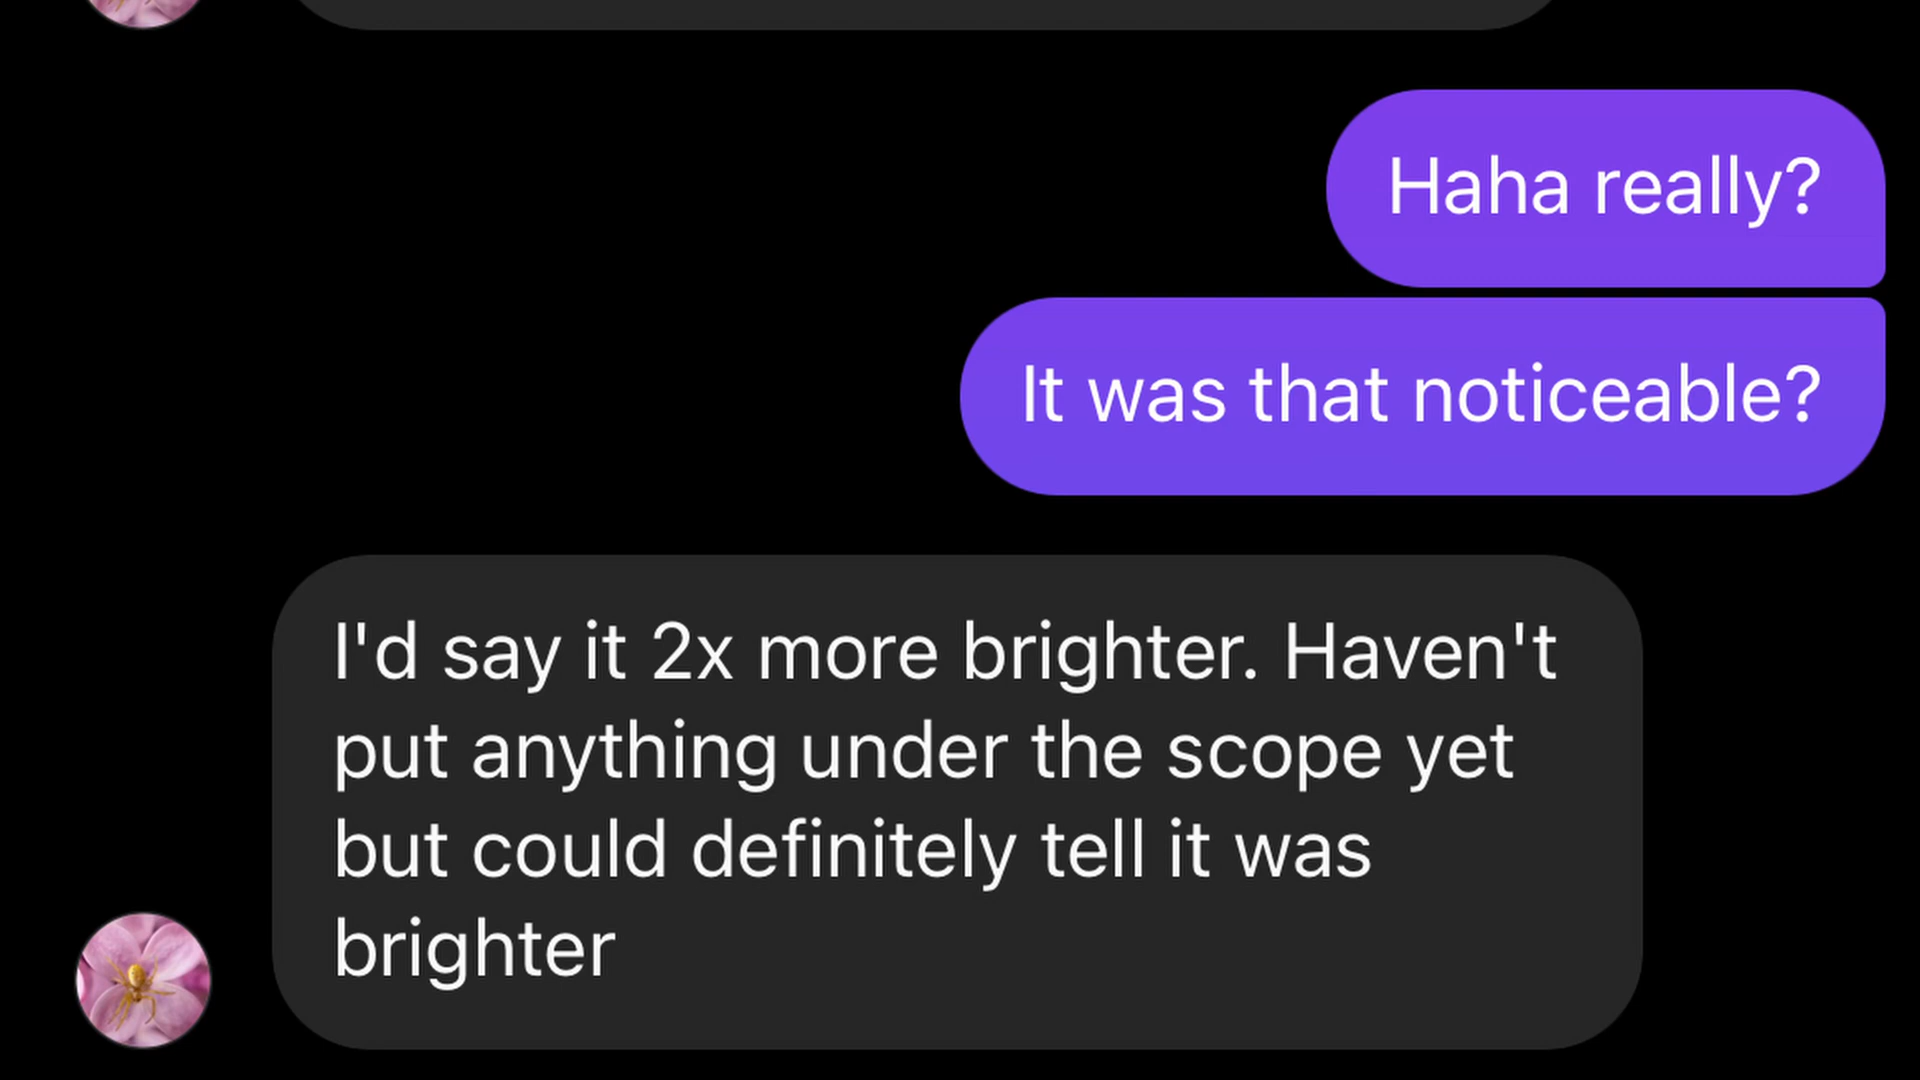 Haha really?
It was that noticeable?
I'd say it 2x more brighter. Haven't
put anything under the scope yet
but could definitely tell it was
brighter